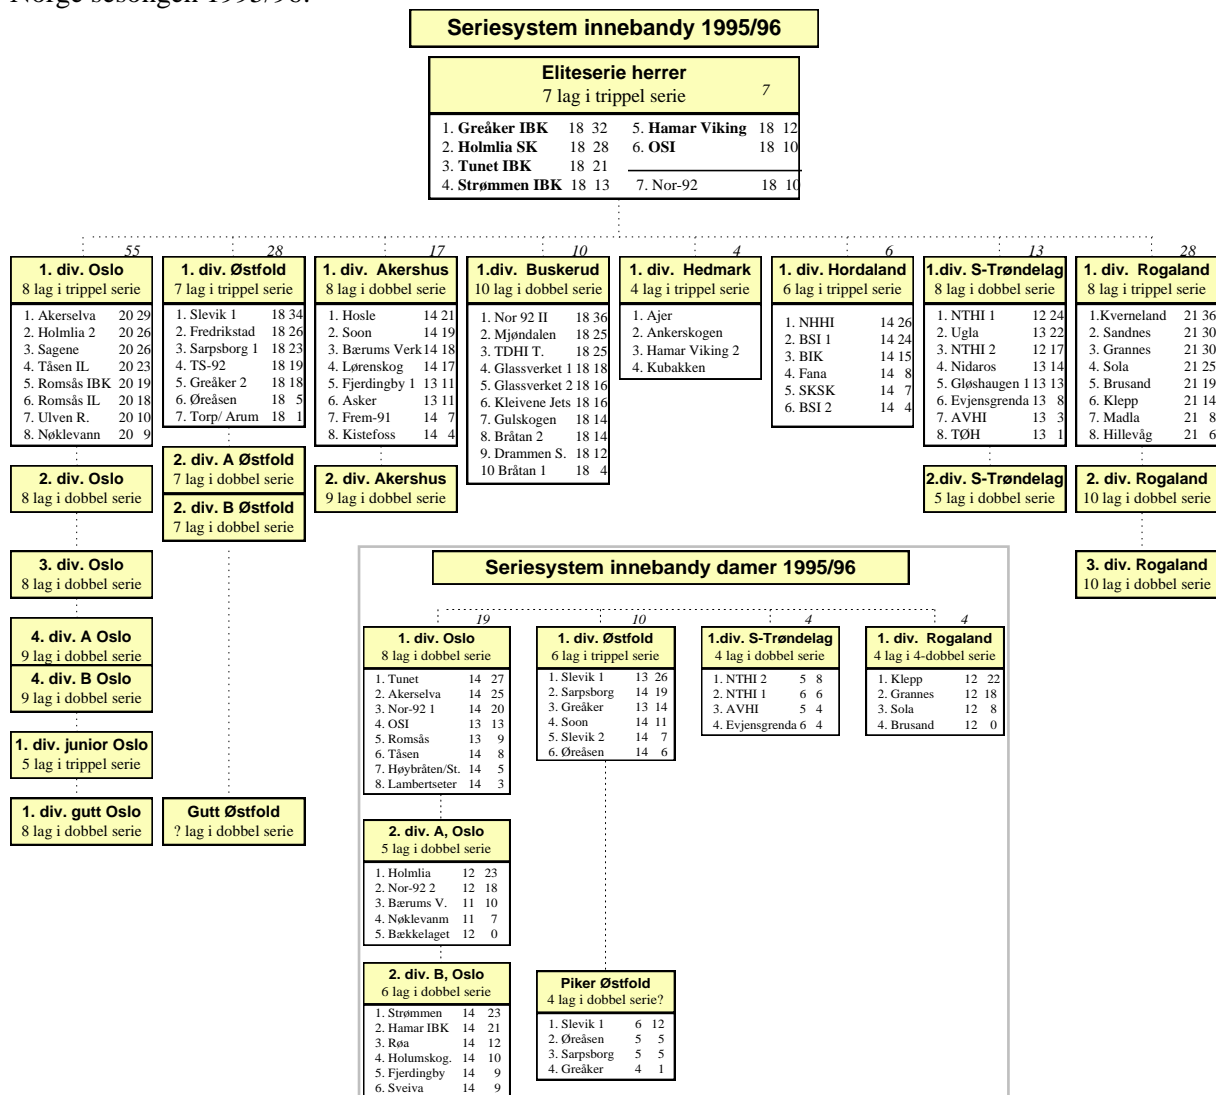 Norge sesongen 1995/96.
Seriesystem innebandy 1995/96
Eliteserie herrer
7 lag i trippel serie 7
1. Greåker IBK 18 32
2. Holmlia SK 18 28
3. Tunet IBK 18 21
4. Strømmen IBK 18 13
5. Hamar Viking 18 12
6. OSI 18 10
7. Nor-92 18 10
55
1. div. Oslo
8 lag i trippel serie
1. Akerselva 20 29
2. Holmlia 2 20 26
3. Sagene 20 26
4. Tåsen IL 20 23
5. Romsås IBK 20 19
6. Romsås IL 20 18
7. Ulven R. 20 10
8. Nøklevann 20 9
2. div. Oslo
8 lag i dobbel serie
3. div. Oslo
8 lag i dobbel serie
4. div. A Oslo
9 lag i dobbel serie
4. div. B Oslo
9 lag i dobbel serie
1. div. junior Oslo
5 lag i trippel serie
1. div. gutt Oslo
8 lag i dobbel serie
28
1. div. Østfold
7 lag i trippel serie
1. Slevik 1 18 34
2. Fredrikstad 18 26
3. Sarpsborg 1 18 23
4. TS-92 18 19
5. Greåker 2 18 18
6. Øreåsen 18 5
7. Torp/ Arum 18 1
2. div. A Østfold
7 lag i dobbel serie
2. div. B Østfold
7 lag i dobbel serie
Gutt Østfold
? lag i dobbel serie
17
1. div. Akershus
8 lag i dobbel serie
1. Hosle 14 21
2. Soon 14 19
3. Bærums Verk 14 18
4. Lørenskog 14 17
5. Fjerdingby 1 13 11
6. Asker 13 11
7. Frem-91 14 7
8. Kistefoss 14 4
2. div. Akershus
9 lag i dobbel serie
10
1.div. Buskerud
10 lag i dobbel serie
1. Nor 92 II 18 36
2. Mjøndalen 18 25
3. TDHI T. 18 25
4. Glassverket 1 18 18
5. Glassverket 2 18 16
6. Kleivene Jets 18 16
7. Gulskogen 18 14
8. Bråtan 2 18 14
9. Drammen S. 18 12
10 Bråtan 1 18 4
4
1. div. Hedmark
4 lag i trippel serie
1. Ajer
2. Ankerskogen
3. Hamar Viking 2
4. Kubakken
6
1. div. Hordaland
6 lag i trippel serie
1. NHHI 14 26
2. BSI 1 14 24
3. BIK 14 15
4. Fana 14 8
5. SKSK 14 7
6. BSI 2 14 4
13
1.div. S-Trøndelag
8 lag i dobbel serie
1. NTHI 1 12 24
2. Ugla 13 22
3. NTHI 2 12 17
4. Nidaros 13 14
5. Gløshaugen 1 13 13
6. Evjensgrenda 13 8
7. AVHI 13 3
8. TØH 13 1
2.div. S-Trøndelag
5 lag i dobbel serie
28
1. div. Rogaland
8 lag i trippel serie
1.Kverneland 21 36
2. Sandnes 21 30
3. Grannes 21 30
4. Sola 21 25
5. Brusand 21 19
6. Klepp 21 14
7. Madla 21 8
8. Hillevåg 21 6
2. div. Rogaland
10 lag i dobbel serie
3. div. Rogaland
10 lag i dobbel serie
Seriesystem innebandy damer 1995/96
19
1. div. Oslo
8 lag i dobbel serie
1. Tunet 14 27
2. Akerselva 14 25
3. Nor-92 1 14 20
4. OSI 13 13
5. Romsås 13 9
6. Tåsen 14 8
7. Høybråten/St. 14 5
8. Lambertseter 14 3
2. div. A, Oslo
5 lag i dobbel serie
1. Holmlia 12 23
2. Nor-92 2 12 18
3. Bærums V. 11 10
4. Nøklevanm 11 7
5. Bækkelaget 12 0
2. div. B, Oslo
6 lag i dobbel serie
1. Strømmen 14 23
2. Hamar IBK 14 21
3. Røa 14 12
4. Holumskog. 14 10
5. Fjerdingby 14 9
6. Sveiva 14 9
10
1. div. Østfold
6 lag i trippel serie
1. Slevik 1 13 26
2. Sarpsborg 14 19
3. Greåker 13 14
4. Soon 14 11
5. Slevik 2 14 7
6. Øreåsen 14 6
Piker Østfold
4 lag i dobbel serie?
1. Slevik 1 6 12
2. Øreåsen 5 5
3. Sarpsborg 5 5
4. Greåker 4 1
4
1.div. S-Trøndelag
4 lag i dobbel serie
1. NTHI 2 5 8
2. NTHI 1 6 6
3. AVHI 5 4
4. Evjensgrenda 6 4
4
1. div. Rogaland
4 lag i 4-dobbel serie
1. Klepp 12 22
2. Grannes 12 18
3. Sola 12 8
4. Brusand 12 0